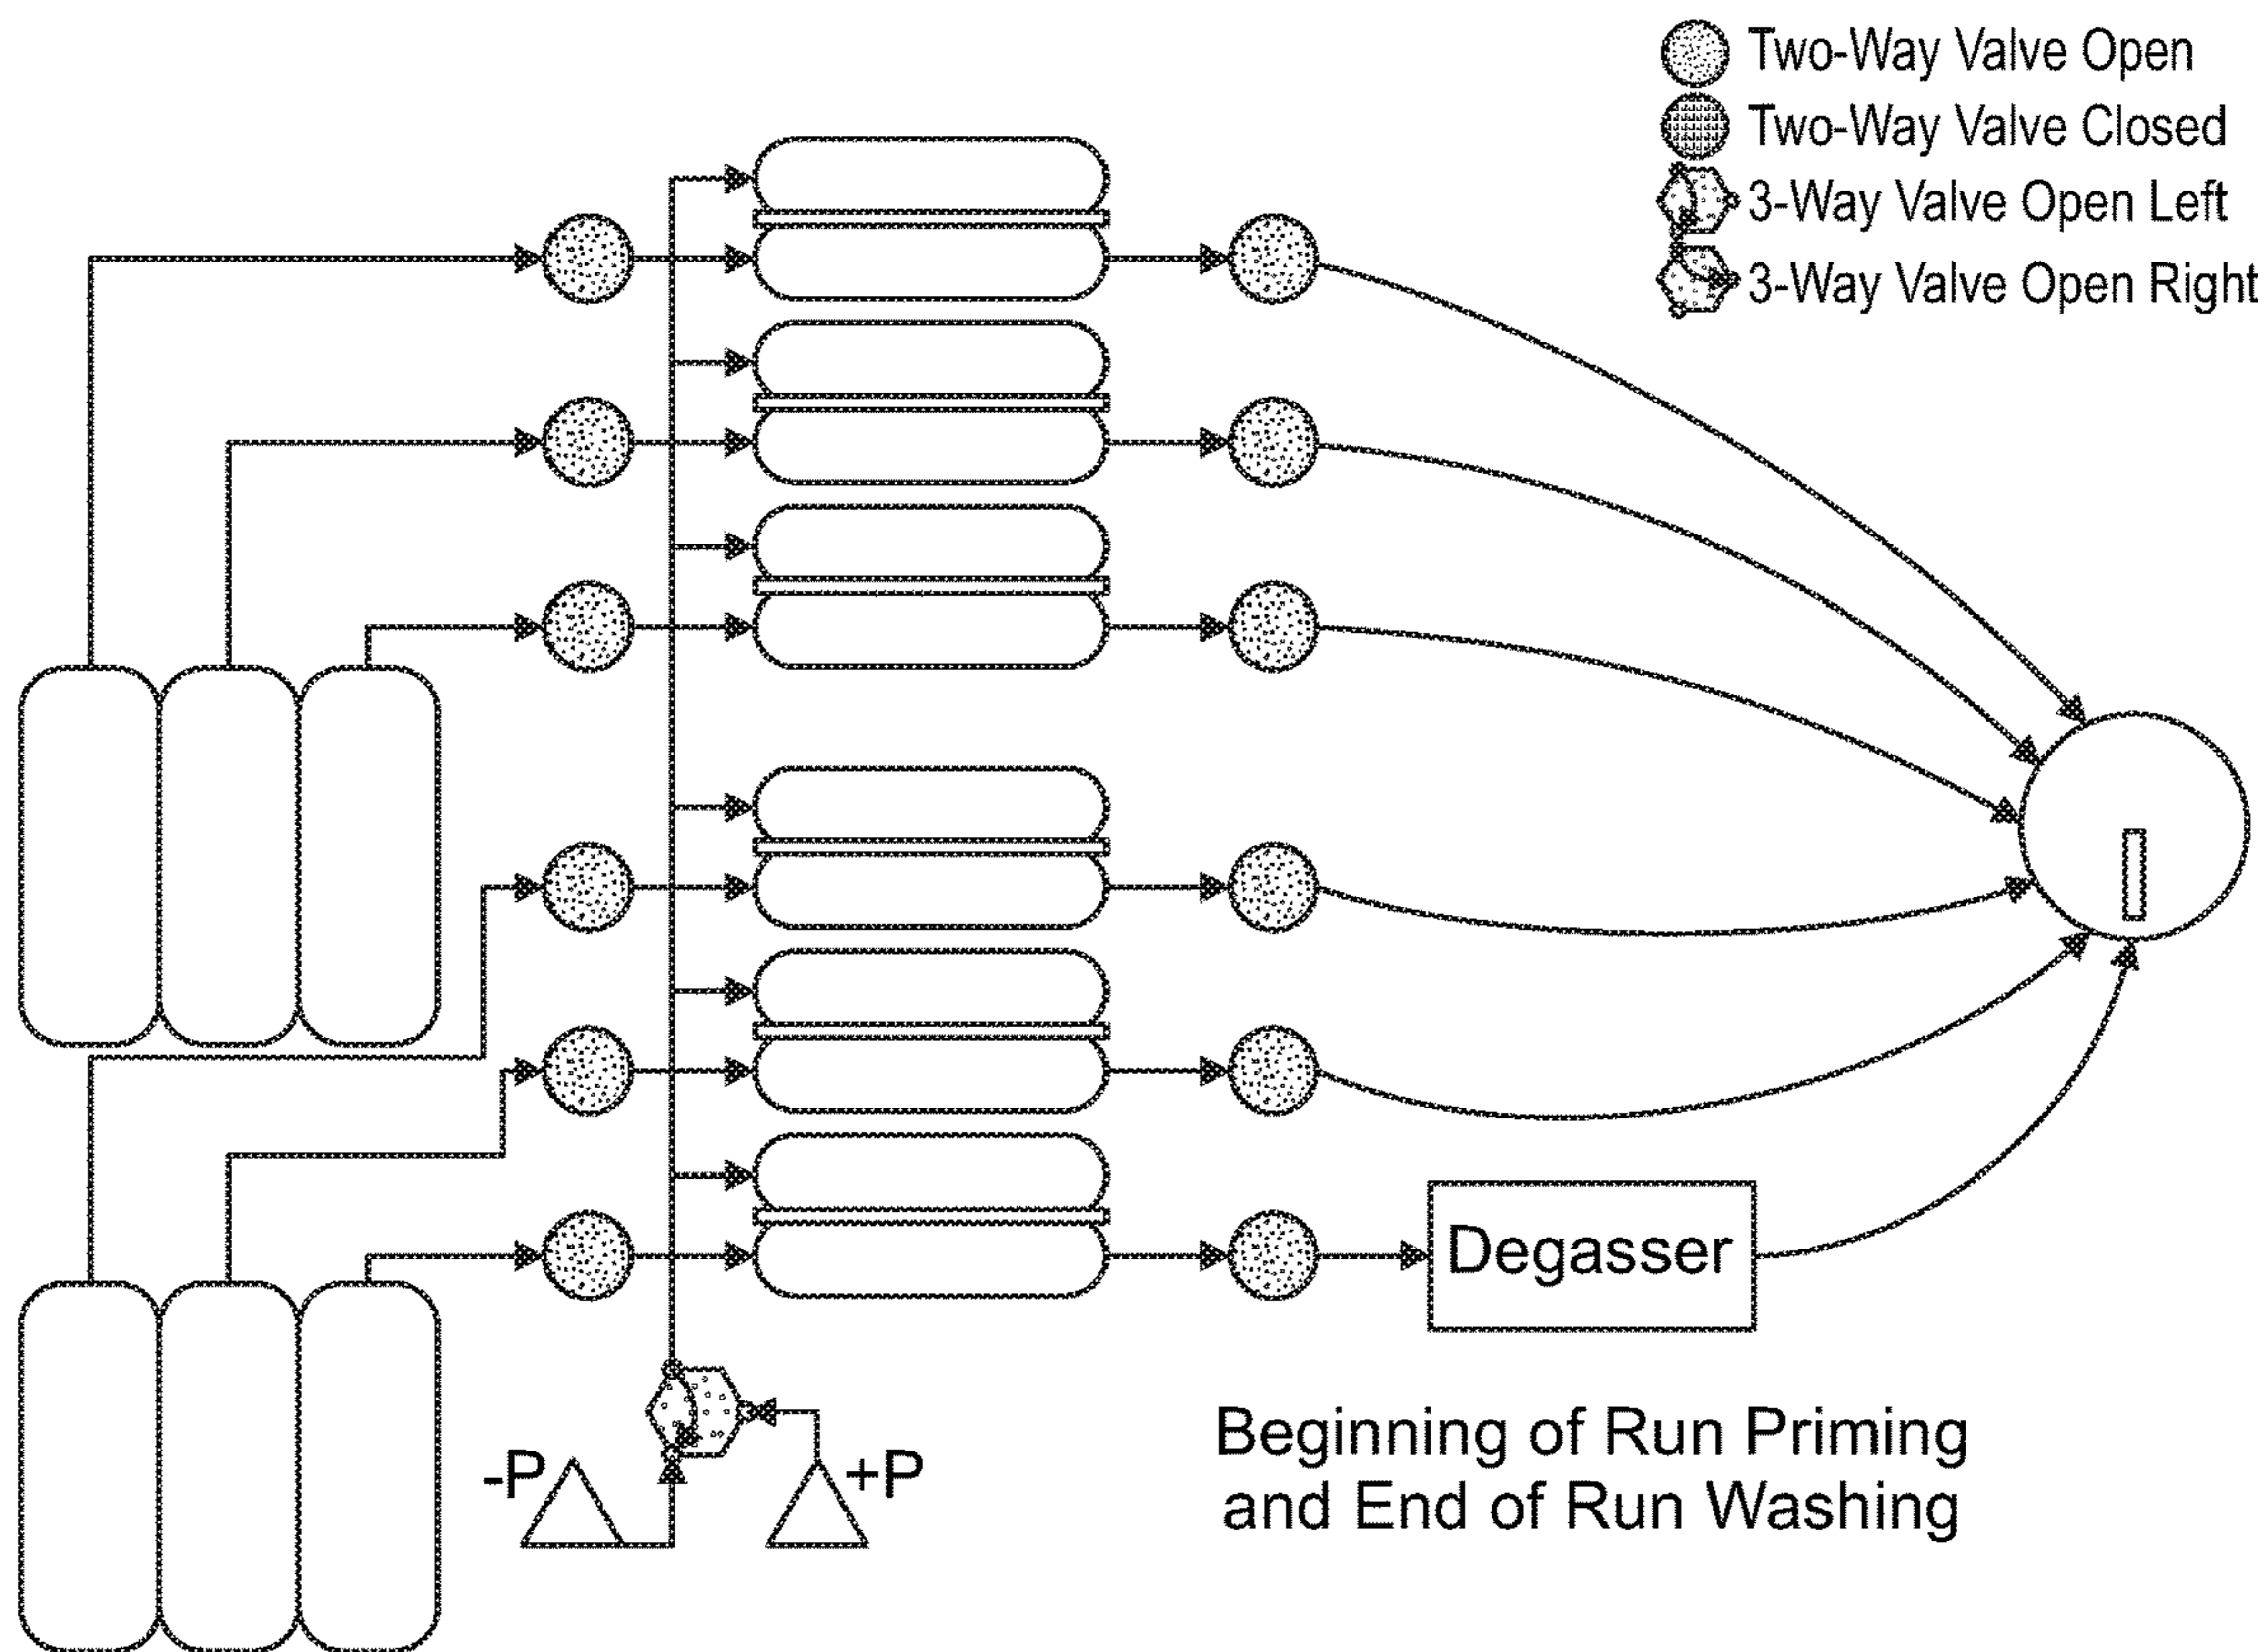 Two-Way Valve Open
Two-Way Valve Closed
3-Way Valve Open Left
3-Way Valve Open Right
Degasser
-P
+P
Beginning of Run Priming
and End of Run Washing